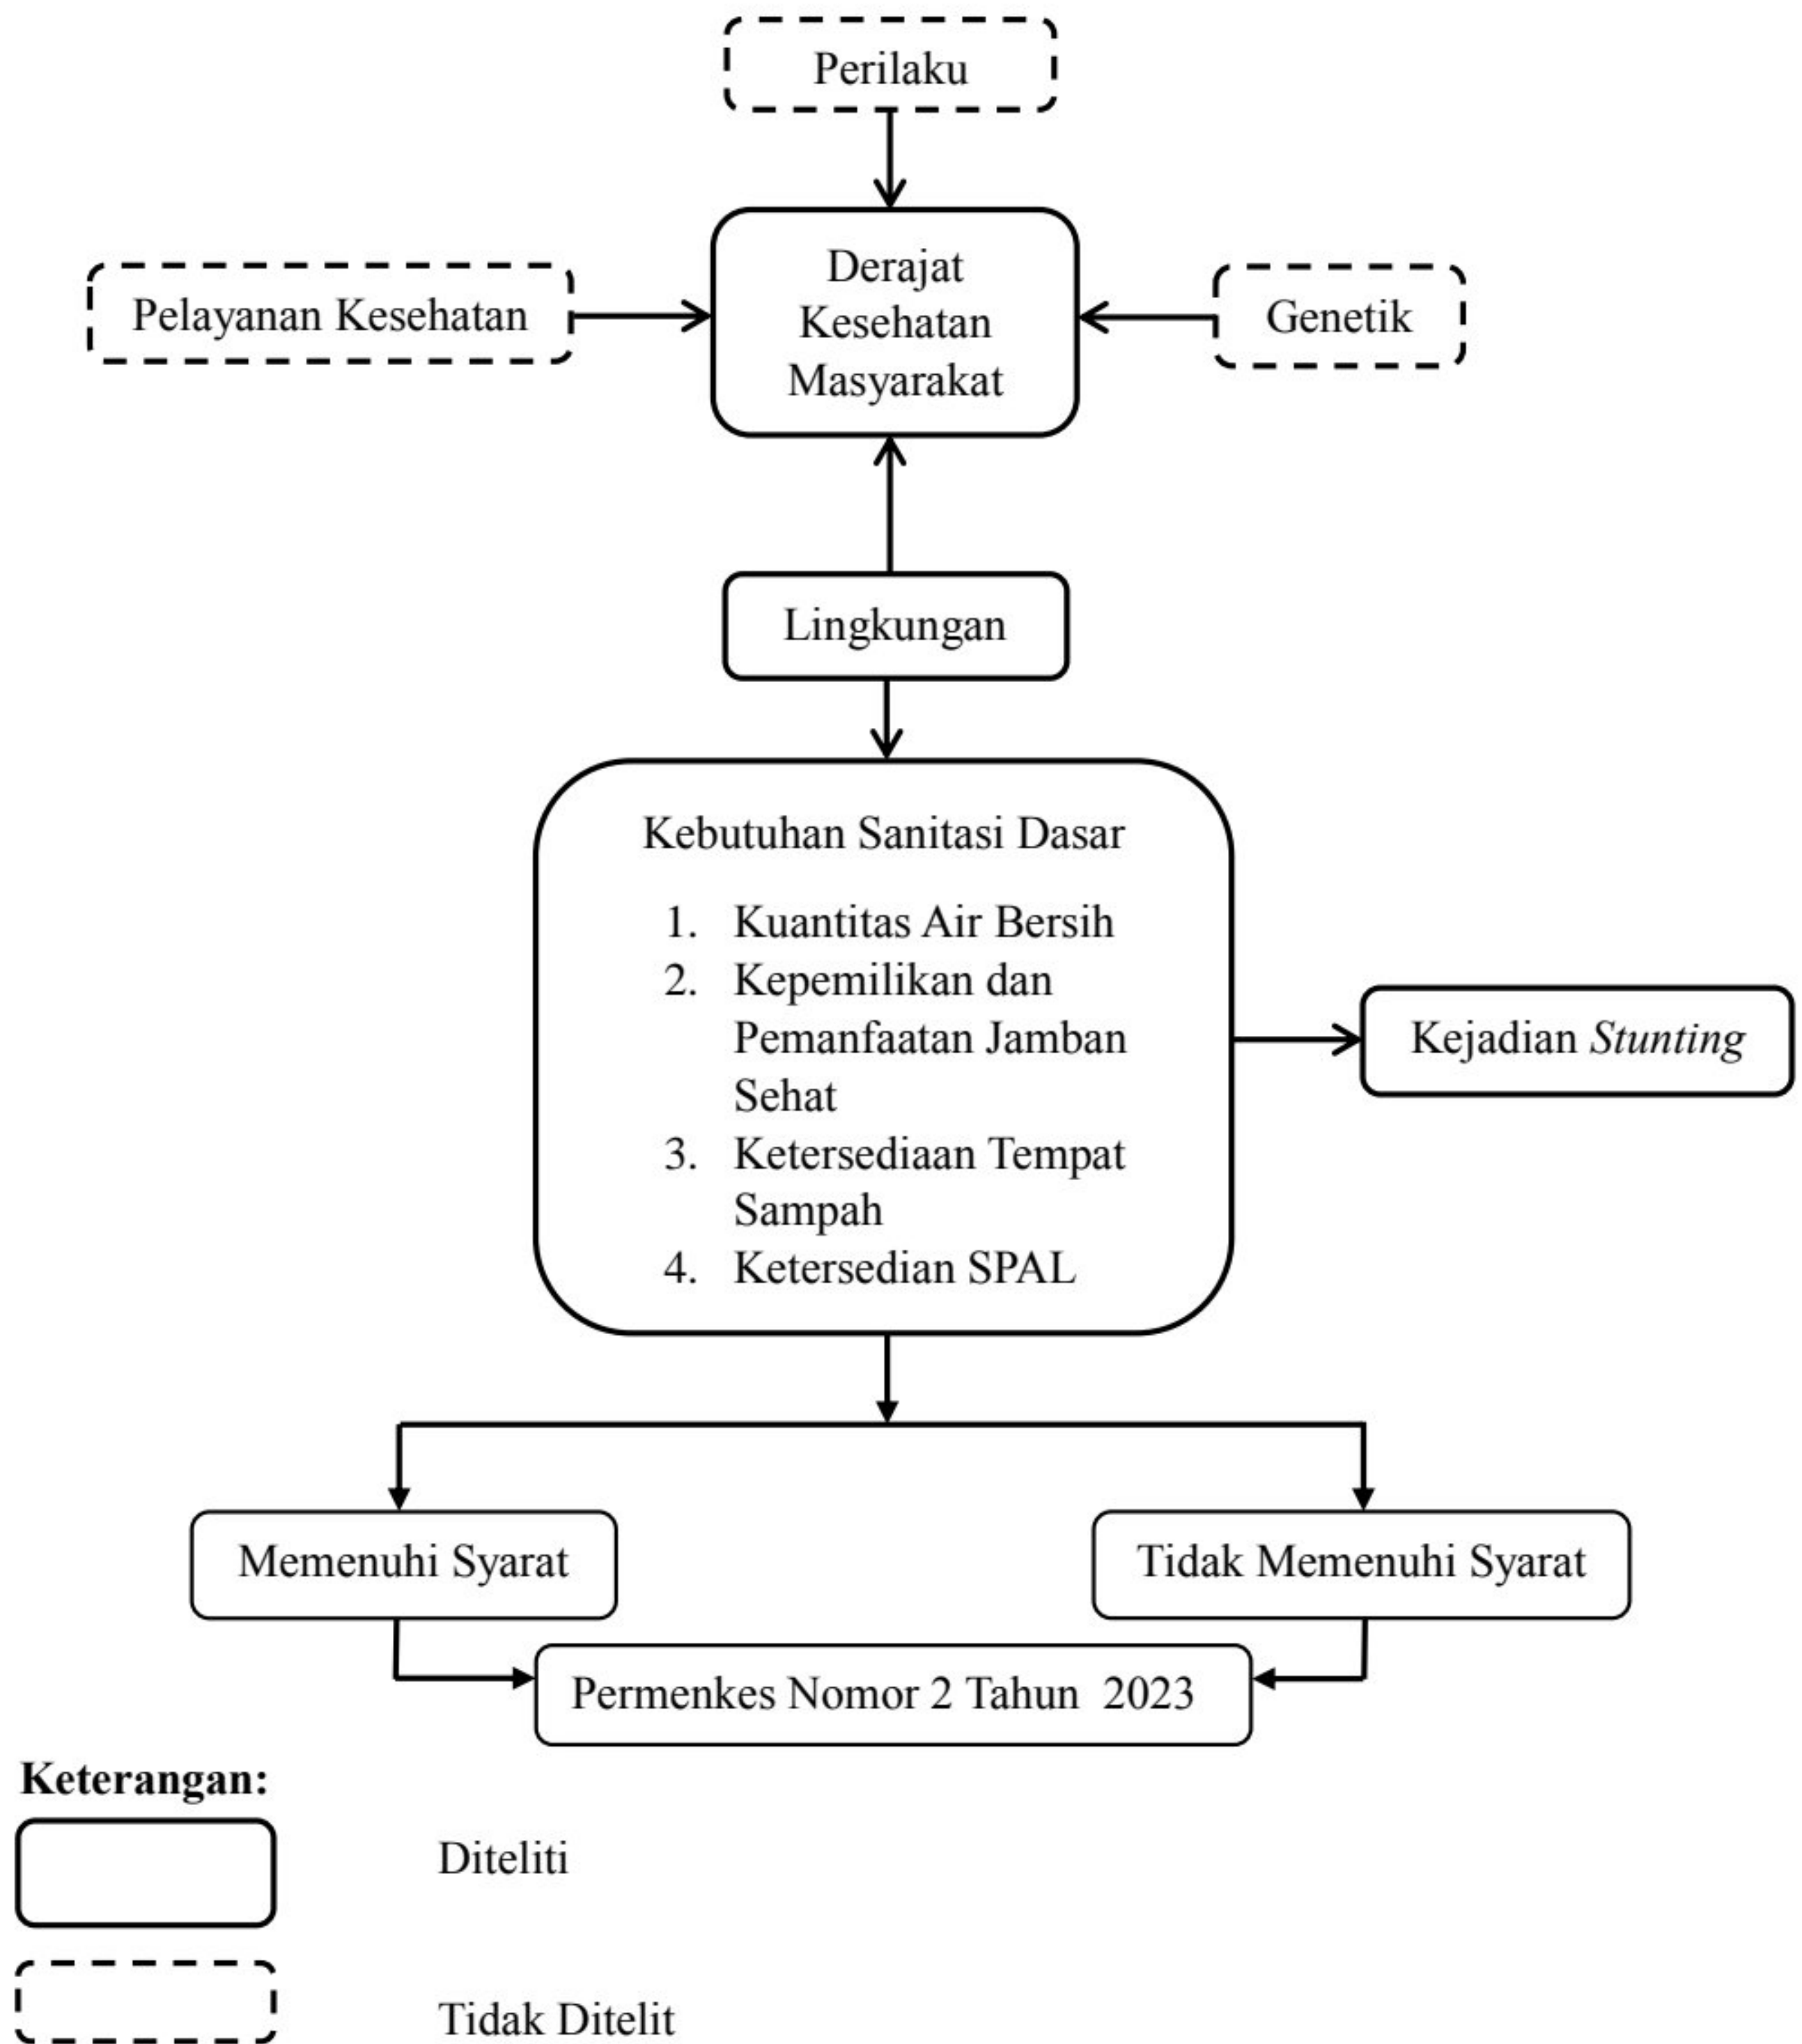 Perilaku
Derajat
Kesehatan
Masyarakat
Pelayanan Kesehatan
Genetik
Lingkungan
Kebutuhan Sanitasi Dasar
1. Kuantitas Air Bersih
2. Kepemilikan dan
Pemanfaatan Jamban
Sehat
3. Ketersediaan Tempat
Sampah
4. Ketersedian SPAL
Kejadian Stunting
Memenuhi Syarat
Tidak Memenuhi Syarat
Permenkes Nomor 2 Tahun  2023
Keterangan:
Diteliti
Tidak Ditelit